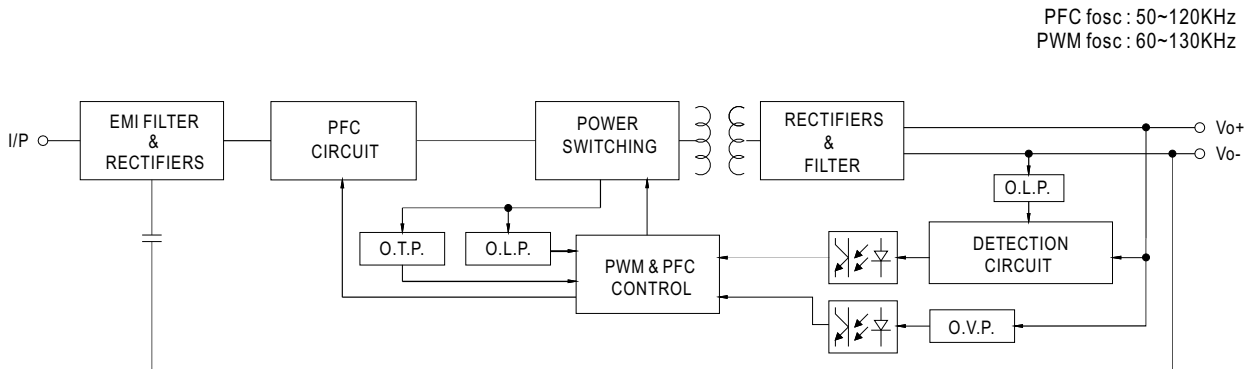 PFC fosc : 50~120KHz
PWM fosc : 60~130KHz
I/P
EMI FILTER
&
RECTIFIERS
PFC
CIRCUIT
POWER
SWITCHING
RECTIFIERS
&
FILTER
Vo+
Vo-
O.L.P.
O.T.P.
O.L.P.
PWM & PFC
CONTROL
DETECTION
CIRCUIT
O.V.P.